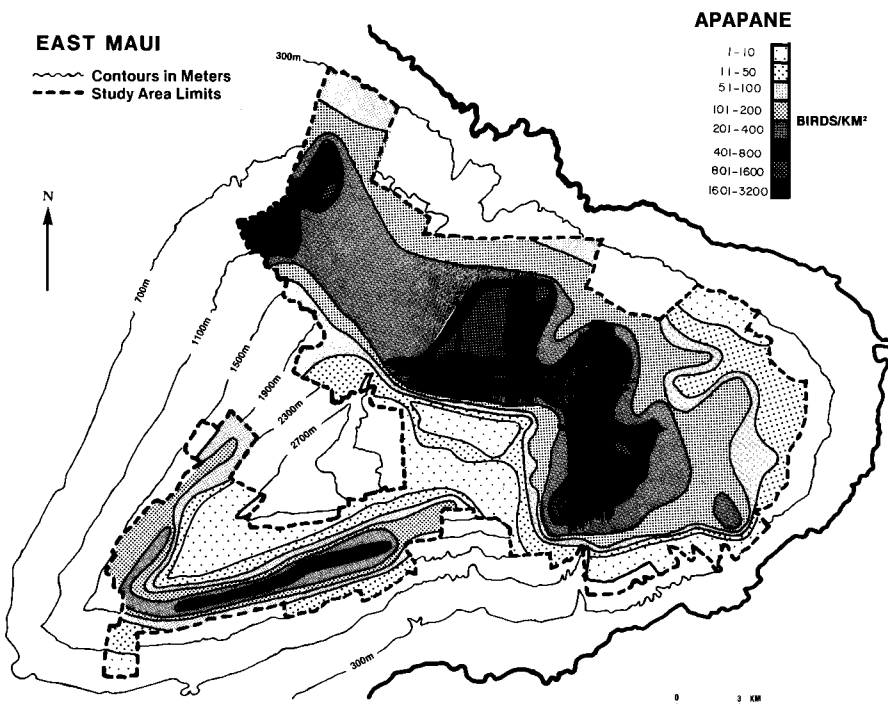 EAST MAUI
Contours in Meters
Study Area Limits
N
APAPANE
1-10
11-50
51-100
101-200
201-400
401-800
801-1600
1601-3200
BIRDS/KM²
300m
700m
1100m
1500m
1900m
2300m
2700m
300m
0 3 KM